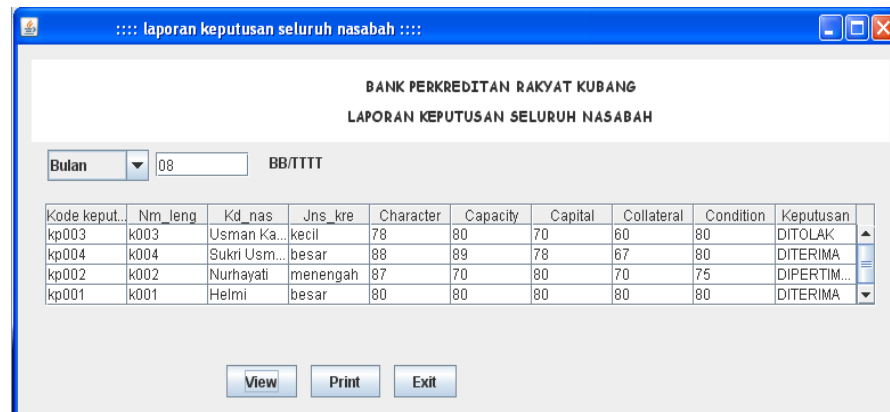 :::: laporan keputusan seluruh nasabah ::::
BANK PERKREDITAN RAKYAT KUBANG
LAPORAN KEPUTUSAN SELURUH NASABAH
Bulan 08 BB/TTTT
Kode keput... Nm_leng Kd_nas Jns_kre Character Capacity Capital Collateral Condition Keputusan
kp003 k003 Usman Ka... kecil 78 80 70 60 80 DITOLAK
kp004 k004 Sukri Usm... besar 88 89 78 67 80 DITERIMA
kp002 k002 Nurhayati menengah 87 70 80 70 75 DIPERTIM...
kp001 k001 Helmi besar 80 80 80 80 80 DITERIMA
View Print Exit